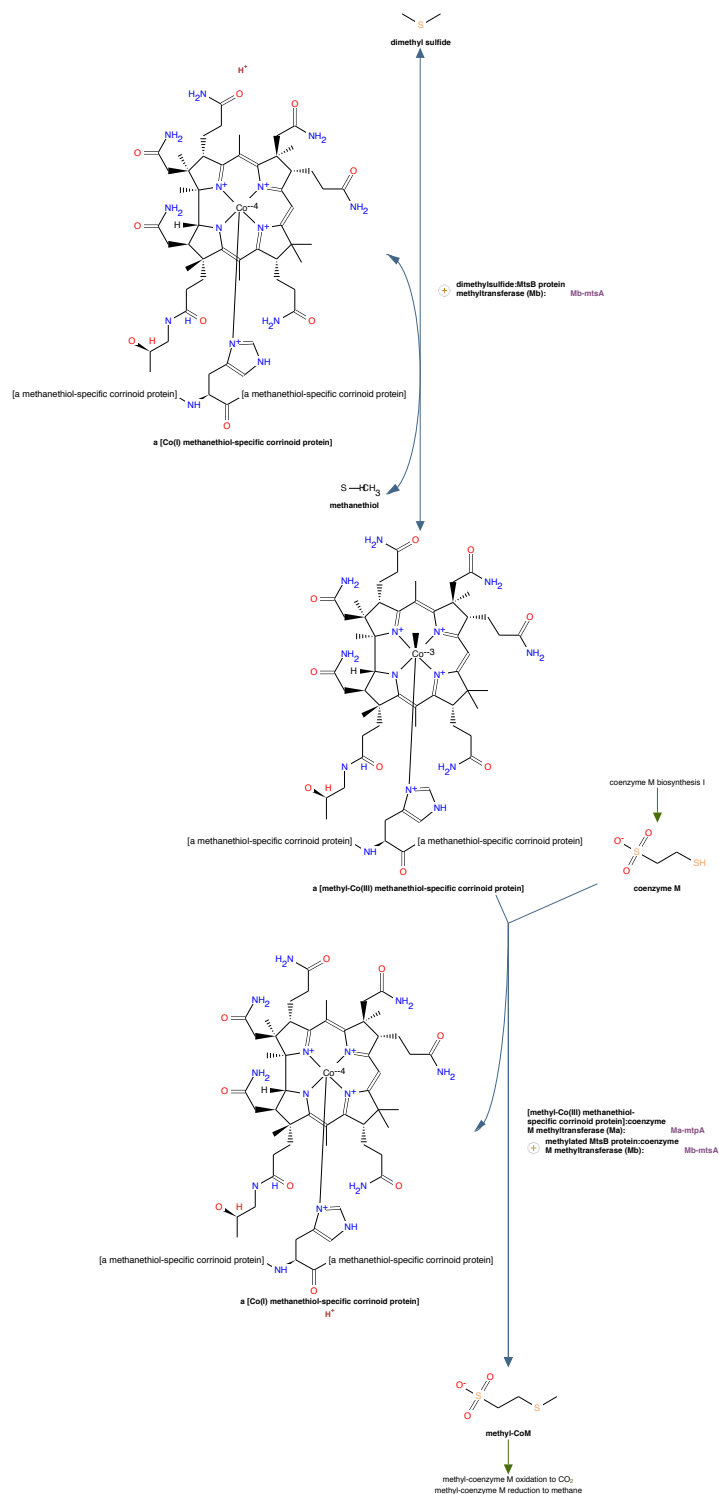 S
dimethyl sulfide
H+
H2N
O
O
NH2
NH2
O
O
NH2
N+
N+
Co--4
NH2
O
H
N
N+
N
H
O
O
H
H2N
O
N+
NH
[a methanethiol-specific corrinoid protein]
[a methanethiol-specific corrinoid protein]
NH
O
a [Co(I) methanethiol-specific corrinoid protein]
dimethylsulfide:MtsB protein
methyltransferase (Mb): Mb-mtsA
S HCH3
methanethiol
H2N
O
O
NH2
NH2
O
O
NH2
N+
N+
Co--3
NH2
O
H
N
N+
N
H
O
O
H
H2N
O
N+
NH
[a methanethiol-specific corrinoid protein]
[a methanethiol-specific corrinoid protein]
NH
O
a [methyl-Co(III) methanethiol-specific corrinoid protein]
coenzyme M biosynthesis I
O-
O
S
O
SH
coenzyme M
H2N
O
O
NH2
NH2
O
O
NH2
N+
N+
Co--4
NH2
O
H
N
N+
N
H
O
O
H
H2N
O
N+
NH
[a methanethiol-specific corrinoid protein]
[a methanethiol-specific corrinoid protein]
NH
O
a [Co(I) methanethiol-specific corrinoid protein]
H+
[methyl-Co(III) methanethiol-
specific corrinoid protein]:coenzyme
M methyltransferase (Ma): Ma-mtpA
methylated MtsB protein:coenzyme
M methyltransferase (Mb): Mb-mtsA
O-
O
S
O
S
methyl-CoM
methyl-coenzyme M oxidation to CO2
methyl-coenzyme M reduction to methane